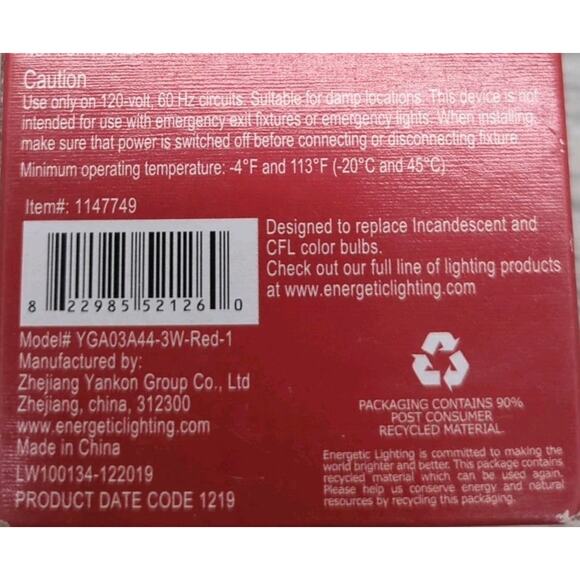 Caution
Use only on 120-volt, 60 Hz circuits. Suitable for damp locations. This device is not
intended for use with emergency exit fixtures or emergency lights. When installing,
make sure that power is switched off before connecting or disconnecting fixture.
Minimum operating temperature: -4°F and 113°F (-20°C and 45°C)
Item#: 1147749
8 22985 52126 0
Designed to replace Incandescent and
CFL color bulbs.
Check out our full line of lighting products
at www.energeticlighting.com
Model# YGA03A44-3W-Red-1
Manufactured by:
Zhejiang Yankon Group Co., Ltd
Zhejiang, china, 312300
www.energeticlighting.com
Made in China
LW100134-122019
PRODUCT DATE CODE 1219
PACKAGING CONTAINS 90%
POST CONSUMER
RECYCLED MATERIAL
Energetic Lighting is committed to making the
world brighter and better. This package contains
recycled material which can be used again.
Please help us conserve energy and natural
resources by recycling this packaging.